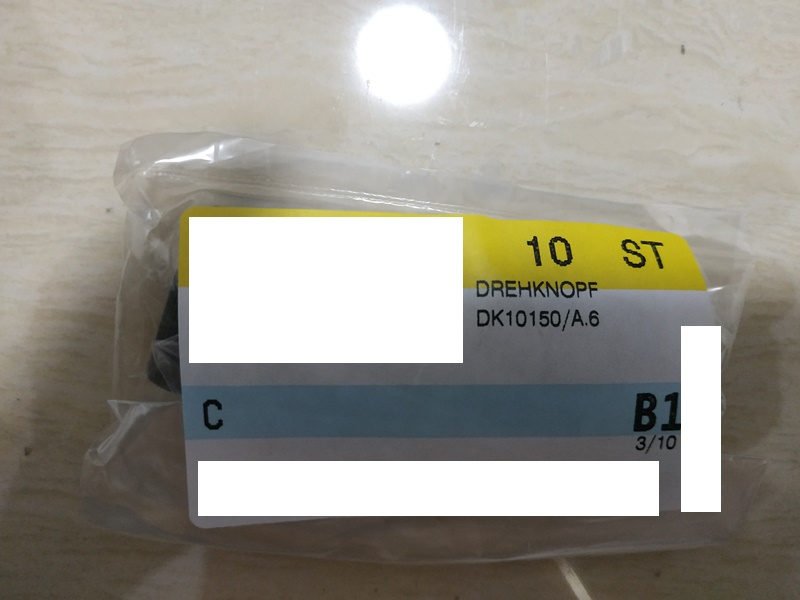 10 ST
DREHKNOPF
DK10150/A.6
C B1
3/10